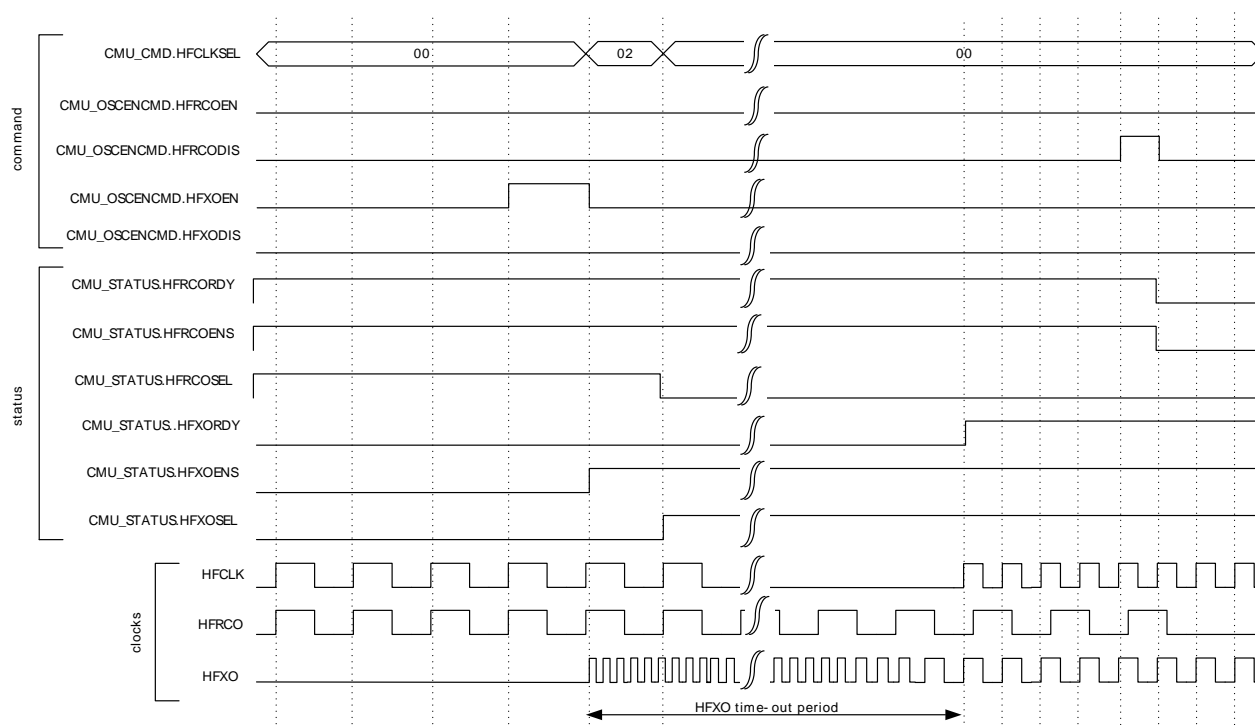 command
CMU_CMD.HFCLKSEL 00 02 00
CMU_OSCENCMD.HFRCOEN
CMU_OSCENCMD.HFRCODIS
CMU_OSCENCMD.HFXOEN
CMU_OSCENCMD.HFXODIS
status
CMU_STATUS.HFRCORDY
CMU_STATUS.HFRCOENS
CMU_STATUS.HFRCOSEL
CMU_STATUS..HFXORDY
CMU_STATUS.HFXOENS
CMU_STATUS.HFXOSEL
clocks
HFCLK
HFRCO
HFXO
HFXO time-out period